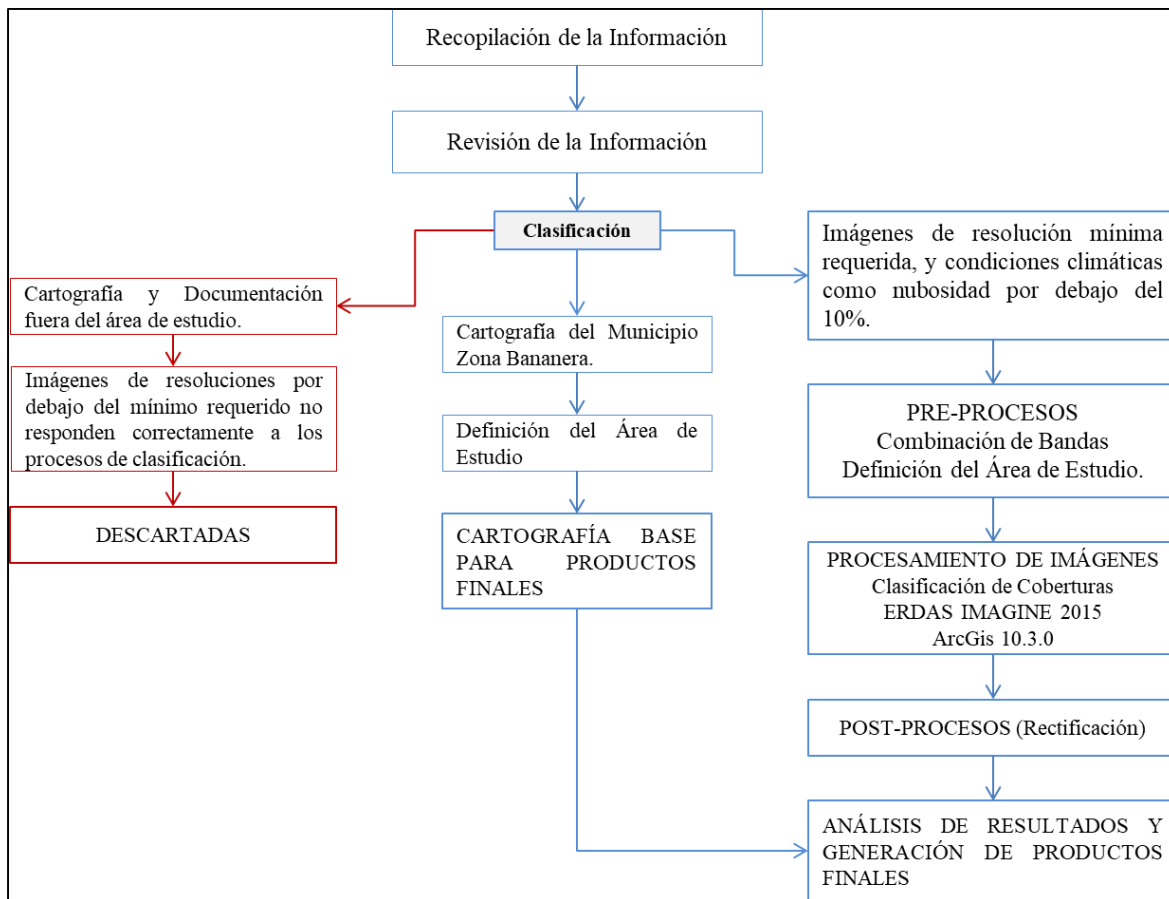 Recopilación de la Información
Revisión de la Información
Clasificación
Cartografía y Documentación
fuera del área de estudio.
Imágenes de resoluciones por
debajo del mínimo requerido no
responden correctamente a los
procesos de clasificación.
DESCARTADAS
Cartografía del Municipio
Zona Bananera.
Definición del Área de
Estudio
CARTOGRAFÍA BASE
PARA PRODUCTOS
FINALES
Imágenes de resolución mínima
requerida, y condiciones climáticas
como nubosidad por debajo del
10%.
PRE-PROCESOS
Combinación de Bandas
Definición del Área de Estudio.
PROCESAMIENTO DE IMÁGENES
Clasificación de Coberturas
ERDAS IMAGINE 2015
ArcGis 10.3.0
POST-PROCESOS (Rectificación)
ANÁLISIS DE RESULTADOS Y
GENERACIÓN DE PRODUCTOS
FINALES